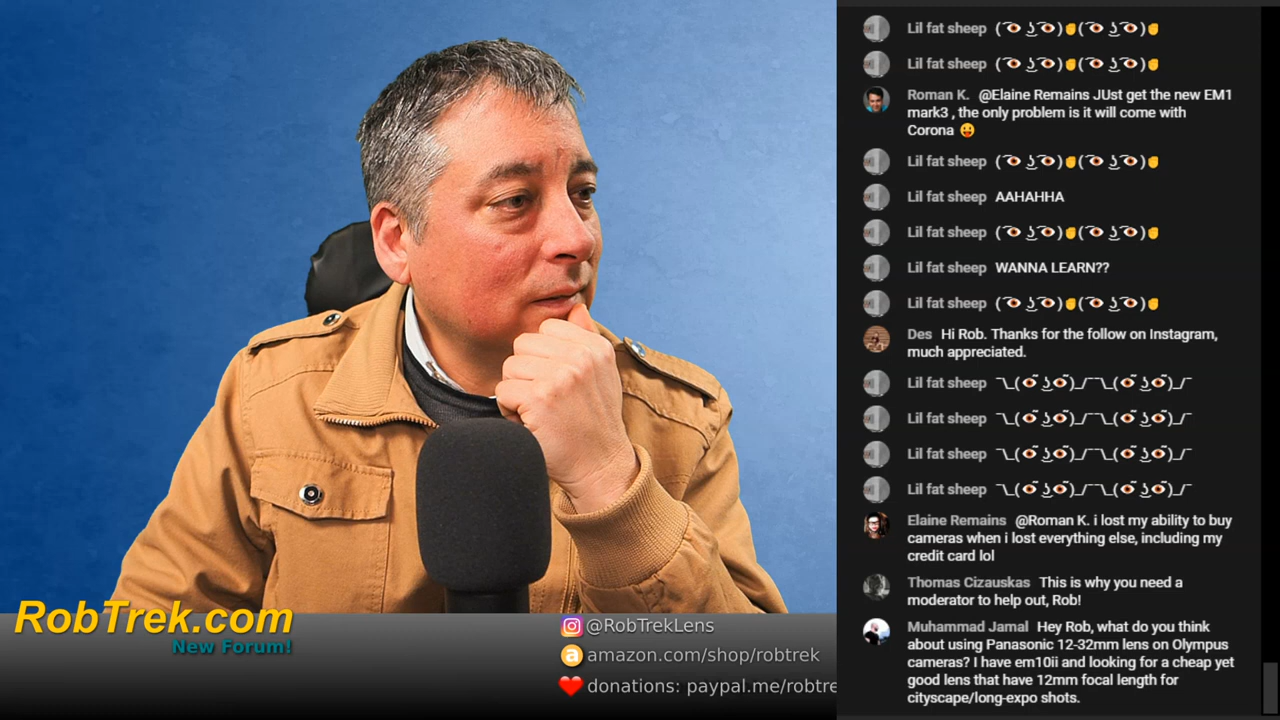 Lil fat sheep ( ͡👁️ ͜ʖ ͡👁️)✊( ͡👁️ ͜ʖ ͡👁️)✊
Lil fat sheep ( ͡👁️ ͜ʖ ͡👁️)✊( ͡👁️ ͜ʖ ͡👁️)✊
Roman K. @Elaine Remains JUst get the new EM1
mark3 , the only problem is it will come with
Corona 😛
Lil fat sheep ( ͡👁️ ͜ʖ ͡👁️)✊( ͡👁️ ͜ʖ ͡👁️)✊
Lil fat sheep AAHAHHA
Lil fat sheep ( ͡👁️ ͜ʖ ͡👁️)✊( ͡👁️ ͜ʖ ͡👁️)✊
Lil fat sheep WANNA LEARN??
Lil fat sheep ( ͡👁️ ͜ʖ ͡👁️)✊( ͡👁️ ͜ʖ ͡👁️)✊
Des Hi Rob. Thanks for the follow on Instagram,
much appreciated.
Lil fat sheep ¯\_(👁️ ͜ʖ👁️)_/¯¯\_(👁️ ͜ʖ👁️)_/¯
Lil fat sheep ¯\_(👁️ ͜ʖ👁️)_/¯¯\_(👁️ ͜ʖ👁️)_/¯
Lil fat sheep ¯\_(👁️ ͜ʖ👁️)_/¯¯\_(👁️ ͜ʖ👁️)_/¯
Lil fat sheep ¯\_(👁️ ͜ʖ👁️)_/¯¯\_(👁️ ͜ʖ👁️)_/¯
Elaine Remains @Roman K. i lost my ability to buy
cameras when i lost everything else, including my
credit card lol
Thomas Cizauskas This is why you need a
moderator to help out, Rob!
Muhammad Jamal Hey Rob, what do you think
about using Panasonic 12-32mm lens on Olympus
cameras? I have em10ii and looking for a cheap yet
good lens that have 12mm focal length for
cityscape/long-expo shots.
RobTrek.com
New Forum!
@RobTrekLens
amazon.com/shop/robtrek
donations: paypal.me/robtre